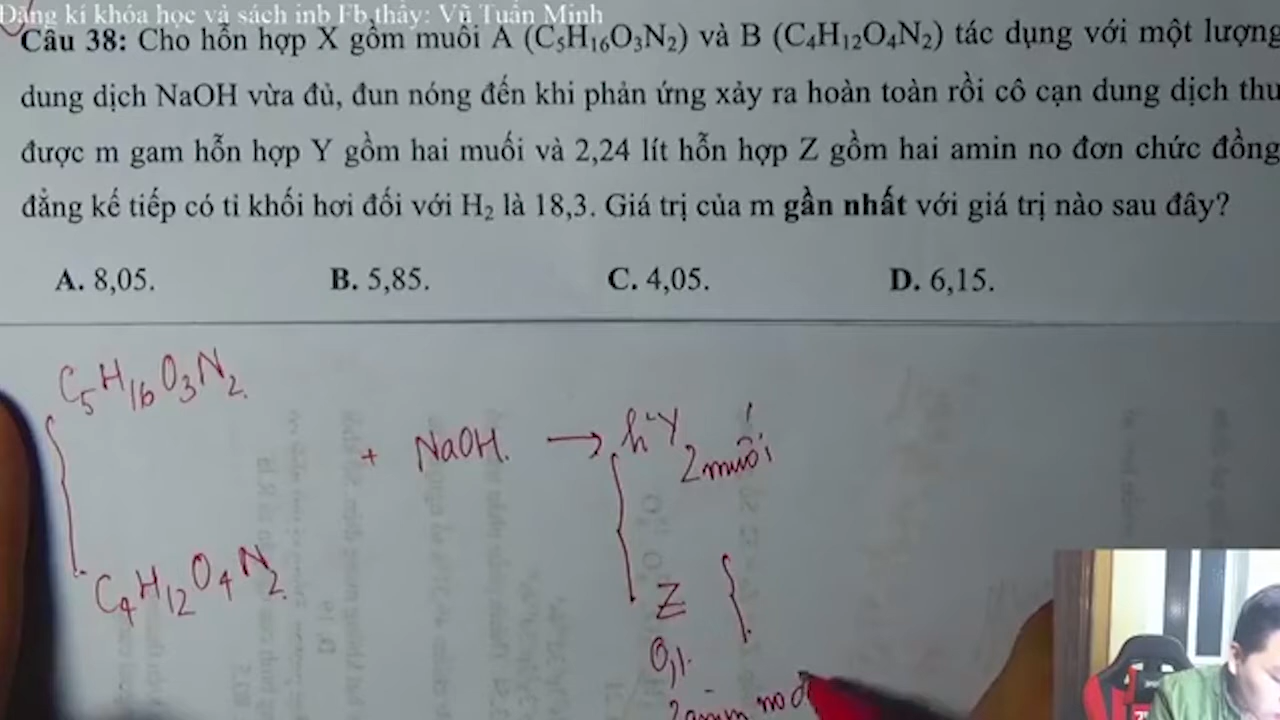 Đăng kí khóa học và sách inb Fb thầy: Vũ Tuấn Minh
Câu 38: Cho hỗn hợp X gồm muối A (C₅H₁₆O₃N₂) và B (C₄H₁₂O₄N₂) tác dụng với một lượng
dung dịch NaOH vừa đủ, đun nóng đến khi phản ứng xảy ra hoàn toàn rồi cô cạn dung dịch thu
được m gam hỗn hợp Y gồm hai muối và 2,24 lít hỗn hợp Z gồm hai amin no đơn chức đồng
đẳng kế tiếp có tỉ khối hơi đối với H₂ là 18,3. Giá trị của m gần nhất với giá trị nào sau đây?
A. 8,05. B. 5,85. C. 4,05. D. 6,15.
C₅H₁₆O₃N₂.
+ NaOH. → h²Y 2 muối
C₄H₁₂O₄N₂.
Z
0,1.
2 amin no đ